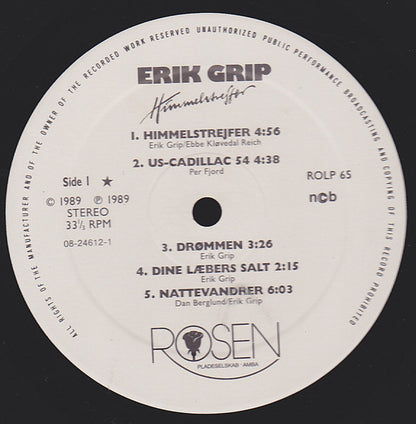 ALL RIGHTS OF THE MANUFACTURER AND OF THE OWNER OF THE RECORDED WORK RESERVED UNAUTHORIZED PUBLIC PERFORMANCE BROADCASTING AND COPYING OF THIS RECORD PROHIBITED
ERIK GRIP
Himmelstrejfer
1. HIMMELSTREJFER 4:56
Erik Grip/Ebbe Kløvedal Reich
2. US-CADILLAC 54 4:38
Per Fjord
Side 1 ★
ROLP 65
© 1989 ℗ 1989
STEREO
33⅓ RPM
n©b
08-24612-1
3. DRØMMEN 3:26
Erik Grip
4. DINE LÆBERS SALT 2:15
Erik Grip
5. NATTEVANDRER 6:03
Dan Berglund/Erik Grip
ROSEN
PLADESELSKAB · AMBA